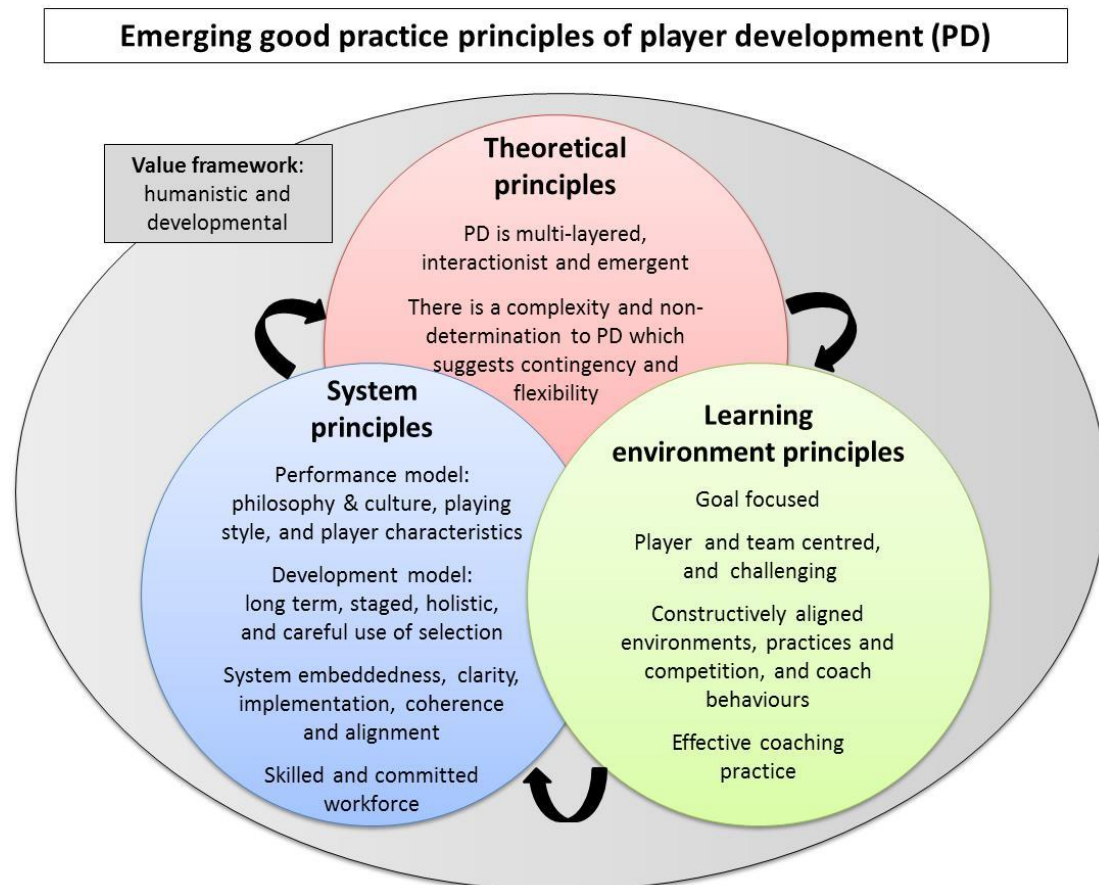 Emerging good practice principles of player development (PD)
Value framework:
humanistic and
developmental
Theoretical
principles
PD is multi-layered,
interactionist and emergent
There is a complexity and non-
determination to PD which
suggests contingency and
flexibility
System
principles
Performance model:
philosophy & culture, playing
style, and player characteristics
Development model:
long term, staged, holistic,
and careful use of selection
System embeddedness, clarity,
implementation, coherence
and alignment
Skilled and committed
workforce
Learning
environment principles
Goal focused
Player and team centred,
and challenging
Constructively aligned
environments, practices and
competition, and coach
behaviours
Effective coaching
practice